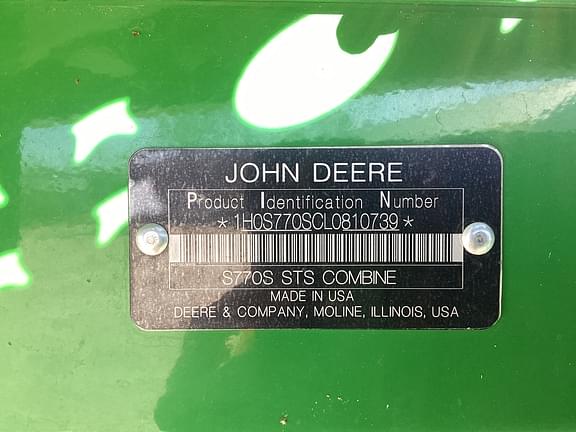 JOHN DEERE
Product Identification Number
*1H0S770SCL0810739*
S770S STS COMBINE
MADE IN USA
DEERE & COMPANY, MOLINE, ILLINOIS, USA